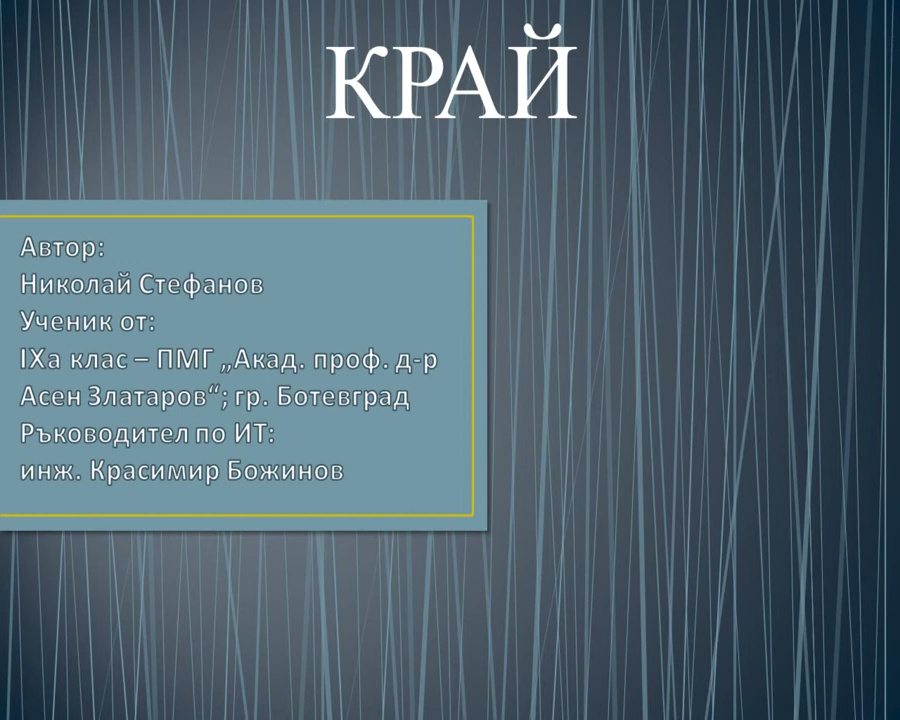 КРАЙ
Автор:
Николай Стефанов
Ученик от:
IXa клас – ПМГ „Акад. проф. д-р
Асен Златаров“; гр. Ботевград
Ръководител по ИТ:
инж. Красимир Божинов